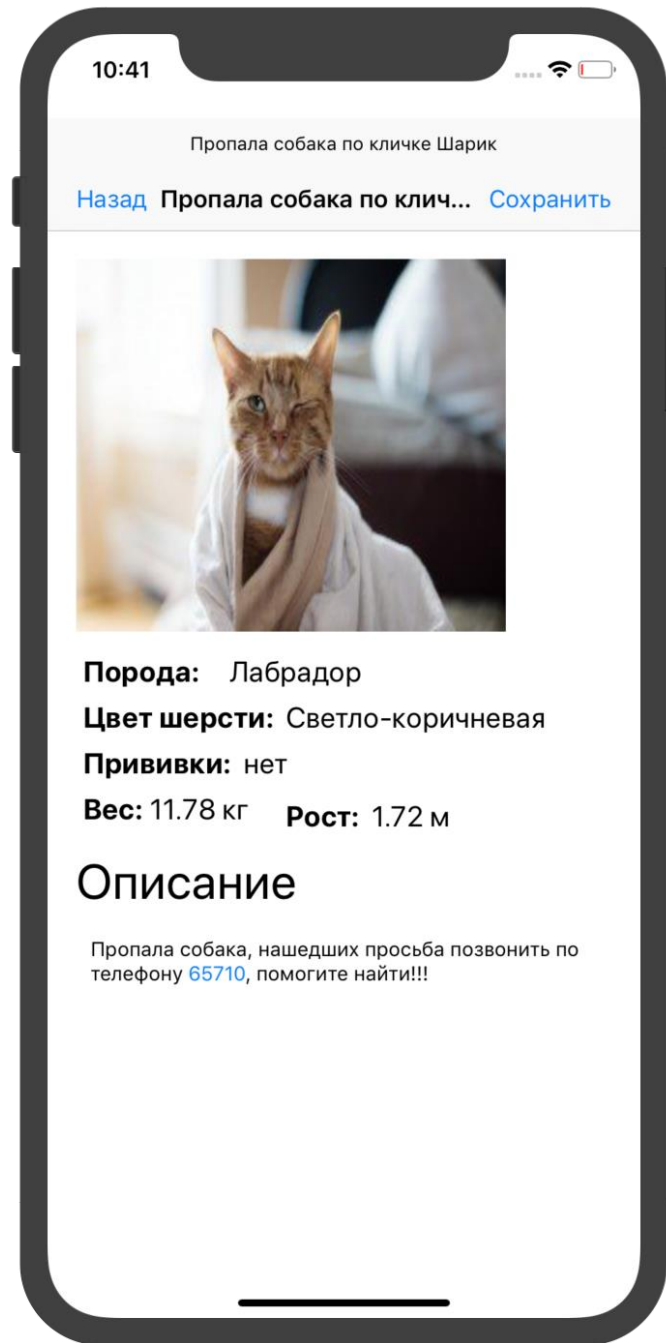 10:41
Пропала собака по кличке Шарик
Назад Пропала собака по клич... Сохранить
Порода: Лабрадор
Цвет шерсти: Светло-коричневая
Прививки: нет
Вес: 11.78 кг Рост: 1.72 м
Описание
Пропала собака, нашедших просьба позвонить по
телефону 65710, помогите найти!!!